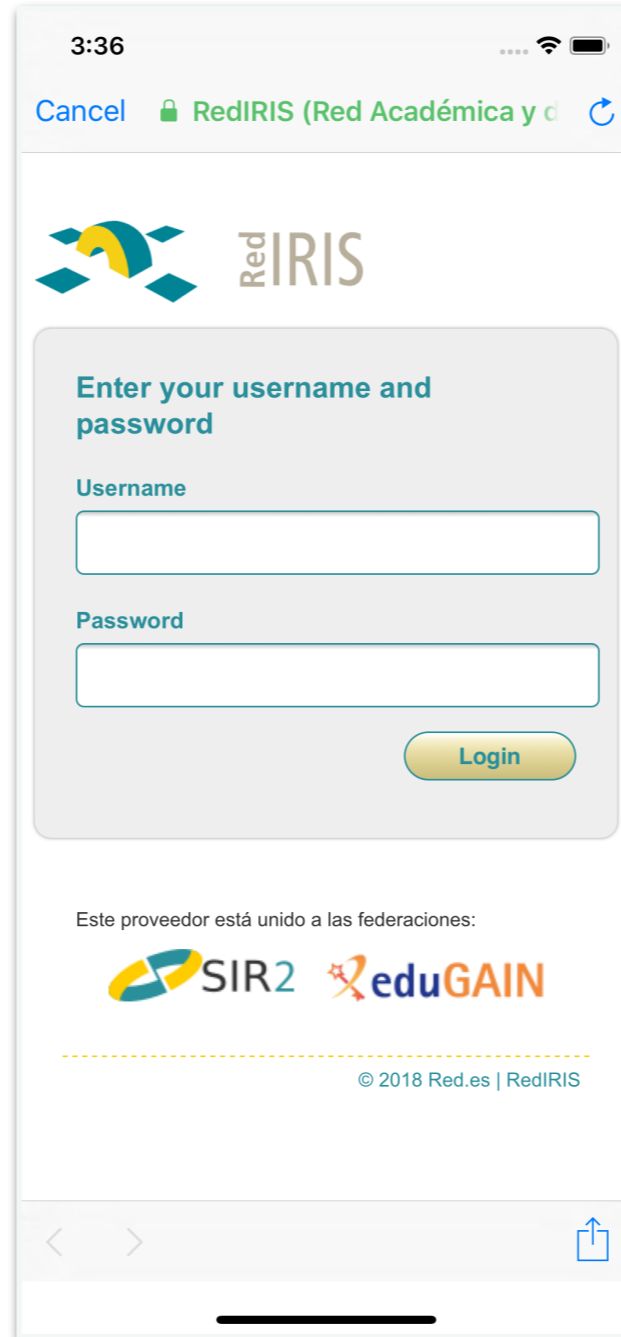 3:36
Cancel RedIRIS (Red Académica y d
Red IRIS
Enter your username and
password
Username
Password
Login
Este proveedor está unido a las federaciones:
SIR2 eduGAIN
© 2018 Red.es | RedIRIS